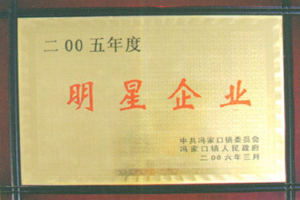 二00五年度
明星企业
中共冯家口镇委员会
冯家口镇人民政府
二00六年三月